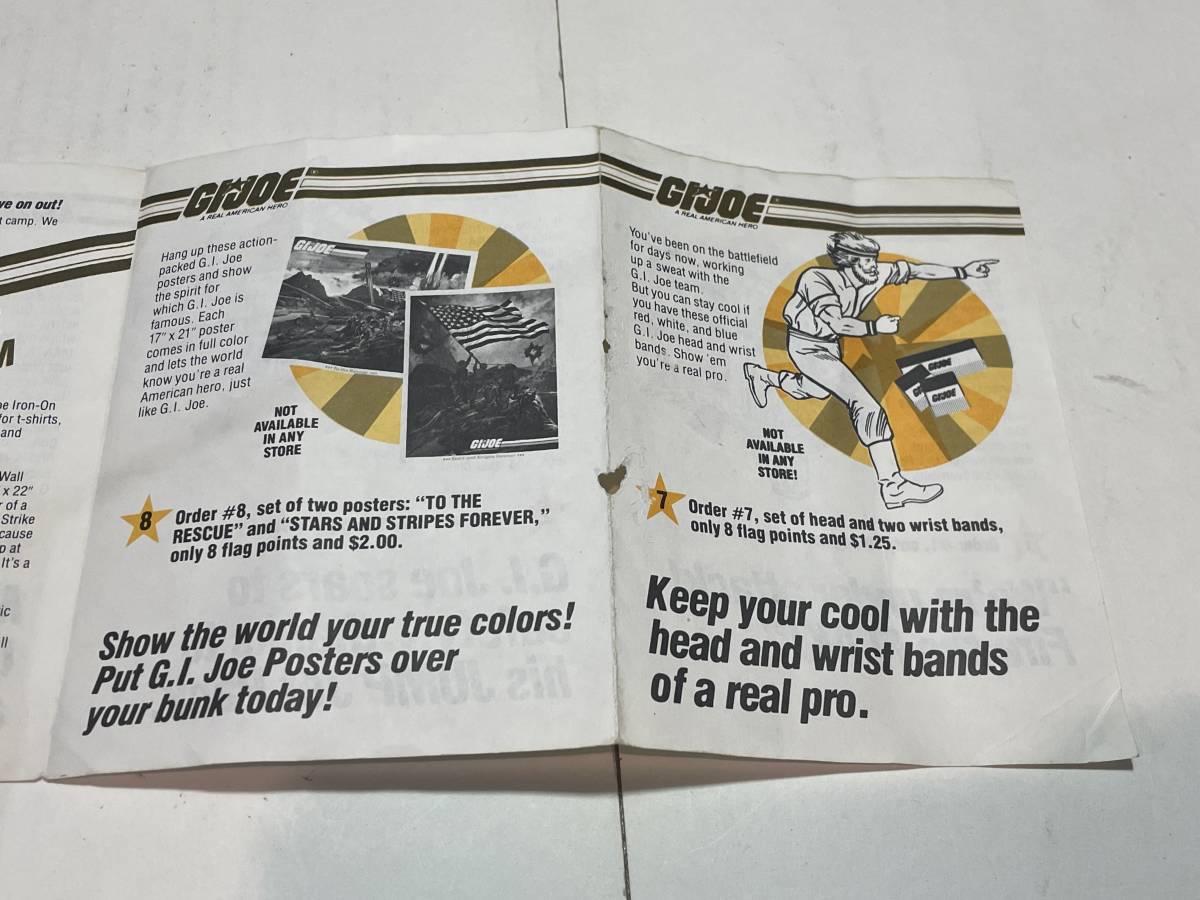 ve on out!
t camp. We
M
be Iron-On
for t-shirts,
and
Wall
x 22"
r of a
Strike
cause
p at
It's a
ic
ll
GIJOE
A REAL AMERICAN HERO
Hang up these action-
packed G.I. Joe
posters and show
the spirit for
which G.I. Joe is
famous. Each
17" x 21" poster
comes in full color
and lets the world
know you're a real
American hero, just
like G.I. Joe.
GIJOE
GIJOE
NOT
AVAILABLE
IN ANY
STORE
8
Order #8, set of two posters: "TO THE
RESCUE" and "STARS AND STRIPES FOREVER,"
only 8 flag points and $2.00.
Show the world your true colors!
Put G.I. Joe Posters over
your bunk today!
GIJOE
A REAL AMERICAN HERO
You've been on the battlefield
for days now, working
up a sweat with the
G.I. Joe team.
But you can stay cool if
you have these official
red, white, and blue
G.I. Joe head and wrist
bands. Show 'em
you're a real pro.
GIJOE
GIJOE
NOT
AVAILABLE
IN ANY
STORE!
7
Order #7, set of head and two wrist bands,
only 8 flag points and $1.25.
Keep your cool with the
head and wrist bands
of a real pro.